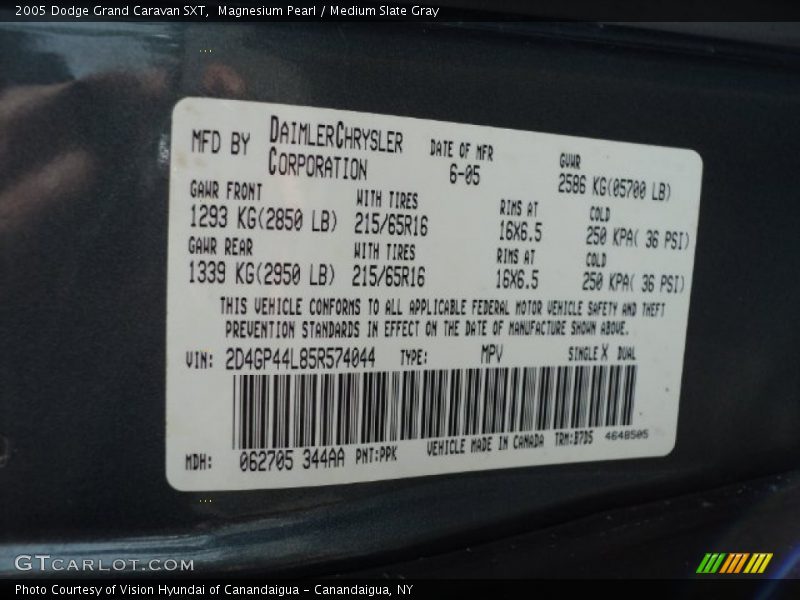 2005 Dodge Grand Caravan SXT,  Magnesium Pearl / Medium Slate Gray
MFD BY DAIMLERCHRYSLER CORPORATION
DATE OF MFR 6-05
GVWR 2586 KG(05700 LB)
GAWR FRONT WITH TIRES RIMS AT COLD
1293 KG(2850 LB) 215/65R16 16X6.5 250 KPA( 36 PSI)
GAWR REAR WITH TIRES RIMS AT COLD
1339 KG(2950 LB) 215/65R16 16X6.5 250 KPA( 36 PSI)
THIS VEHICLE CONFORMS TO ALL APPLICABLE FEDERAL MOTOR VEHICLE SAFETY AND THEFT
PREVENTION STANDARDS IN EFFECT ON THE DATE OF MANUFACTURE SHOWN ABOVE.
VIN: 2D4GP44L85R574044 TYPE: MPV SINGLE X DUAL
MDH: 062705 344AA PNT:PPK VEHICLE MADE IN CANADA TRM:B7D5 4648505
GTCARLOT.COM
Photo Courtesy of Vision Hyundai of Canandaigua - Canandaigua, NY